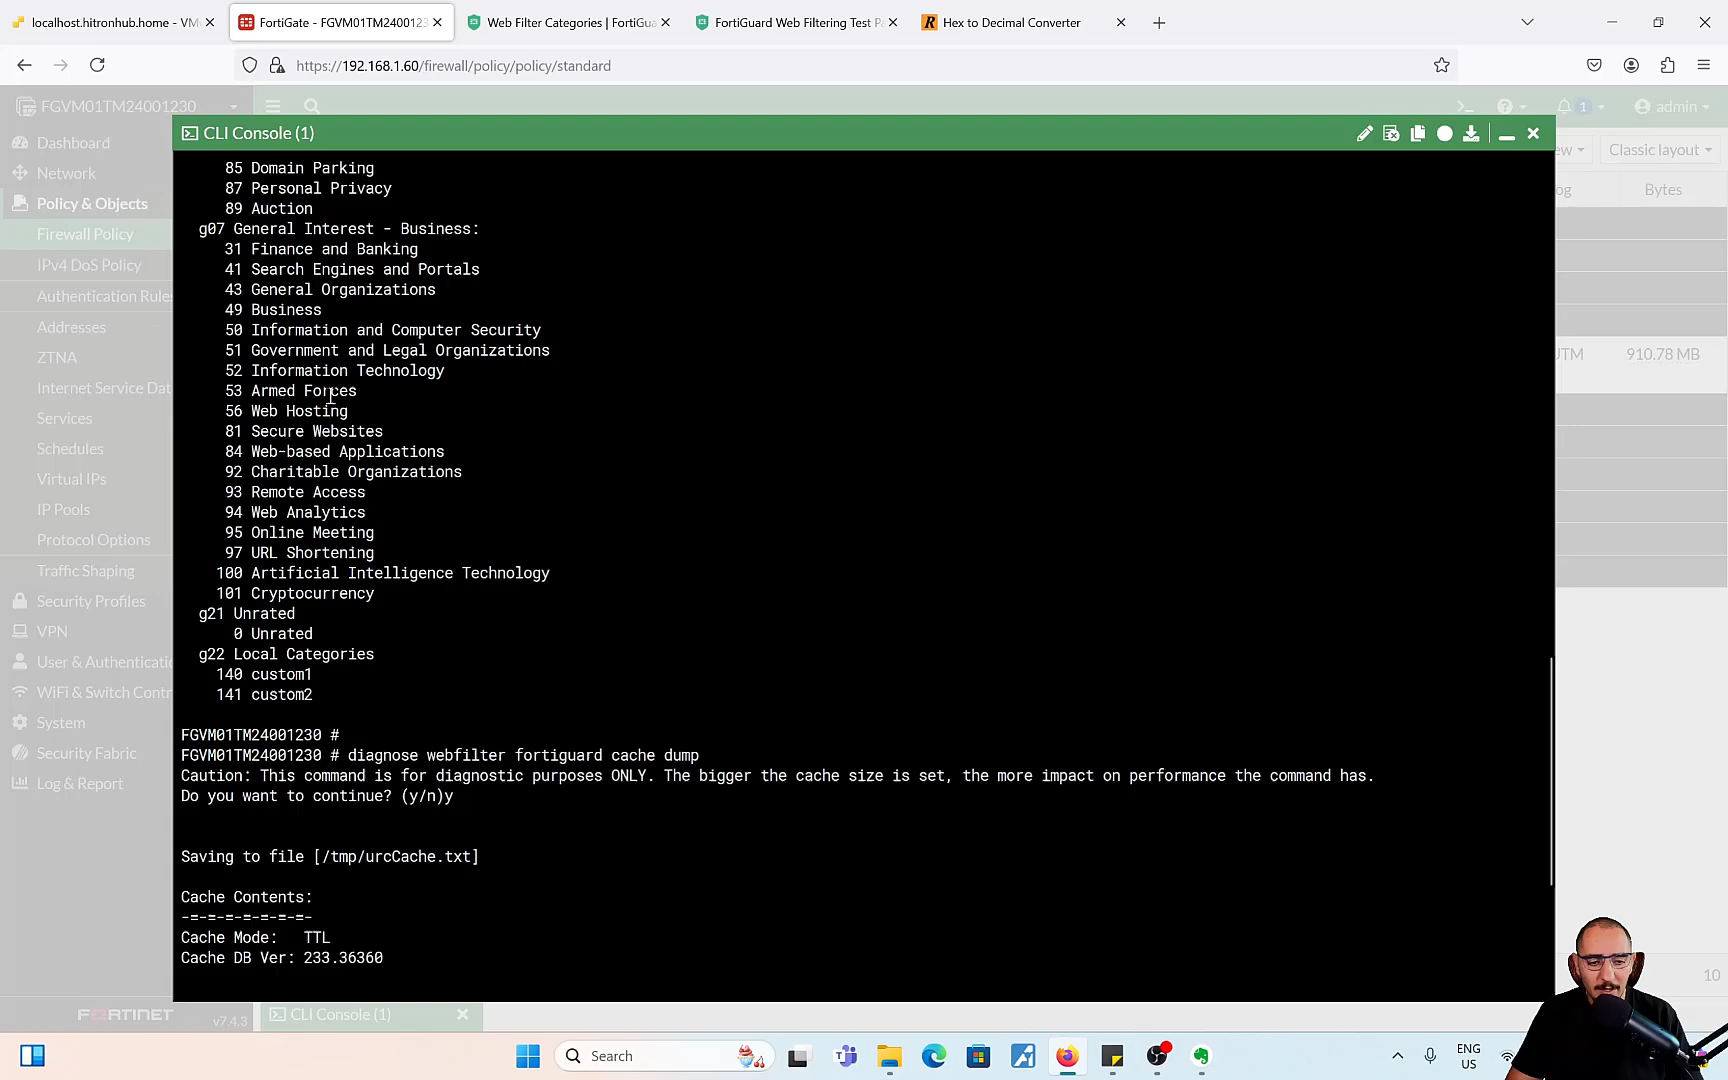 localhost.hitronhub.home - VM
FortiGate - FGVM01TM24001230
Web Filter Categories | FortiGua
FortiGuard Web Filtering Test Pa
Hex to Decimal Converter
https://192.168.1.60/firewall/policy/policy/standard
FGVM01TM24001230
>_
1
admin
CLI Console (1)
Classic layout
Bytes
Dashboard
Network
Policy & Objects
Firewall Policy
IPv4 DoS Policy
Authentication Rules
Addresses
ZTNA
Internet Service Dat
Services
Schedules
Virtual IPs
IP Pools
Protocol Options
Traffic Shaping
Security Profiles
VPN
User & Authenticatio
WiFi & Switch Contr
System
Security Fabric
Log & Report
85 Domain Parking
87 Personal Privacy
89 Auction
g07 General Interest - Business:
31 Finance and Banking
41 Search Engines and Portals
43 General Organizations
49 Business
50 Information and Computer Security
51 Government and Legal Organizations
52 Information Technology
53 Armed Forces
56 Web Hosting
81 Secure Websites
84 Web-based Applications
92 Charitable Organizations
93 Remote Access
94 Web Analytics
95 Online Meeting
97 URL Shortening
100 Artificial Intelligence Technology
101 Cryptocurrency
g21 Unrated
0 Unrated
g22 Local Categories
140 custom1
141 custom2
FGVM01TM24001230 #
FGVM01TM24001230 # diagnose webfilter fortiguard cache dump
Caution: This command is for diagnostic purposes ONLY. The bigger the cache size is set, the more impact on performance the command has.
Do you want to continue? (y/n)y
Saving to file [/tmp/urcCache.txt]
Cache Contents:
-=-=-=-=-=-=-=-
Cache Mode:   TTL
Cache DB Ver: 233.36360
UTM
910.78 MB
10
FORTINET
v7.4.3
CLI Console (1)
Search
ENG
US